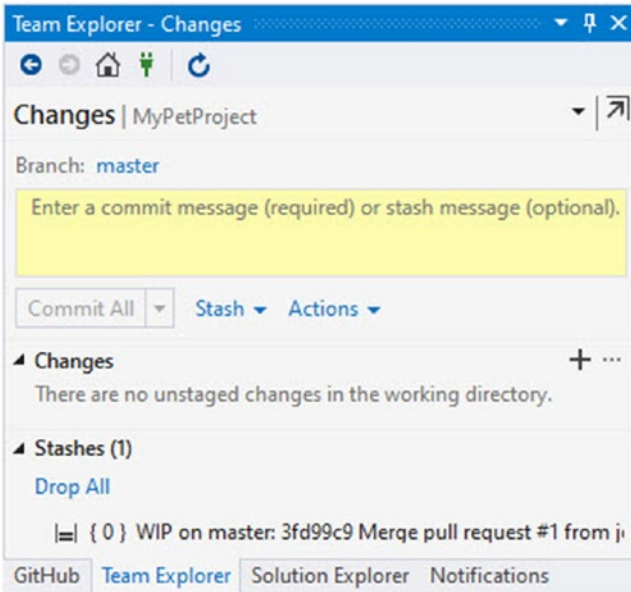 Team Explorer - Changes
Changes | MyPetProject
Branch: master
Enter a commit message (required) or stash message (optional).
Commit All Stash Actions
Changes
There are no unstaged changes in the working directory.
Stashes (1)
Drop All
{ 0 } WIP on master: 3fd99c9 Merge pull request #1 from
GitHub Team Explorer Solution Explorer Notifications